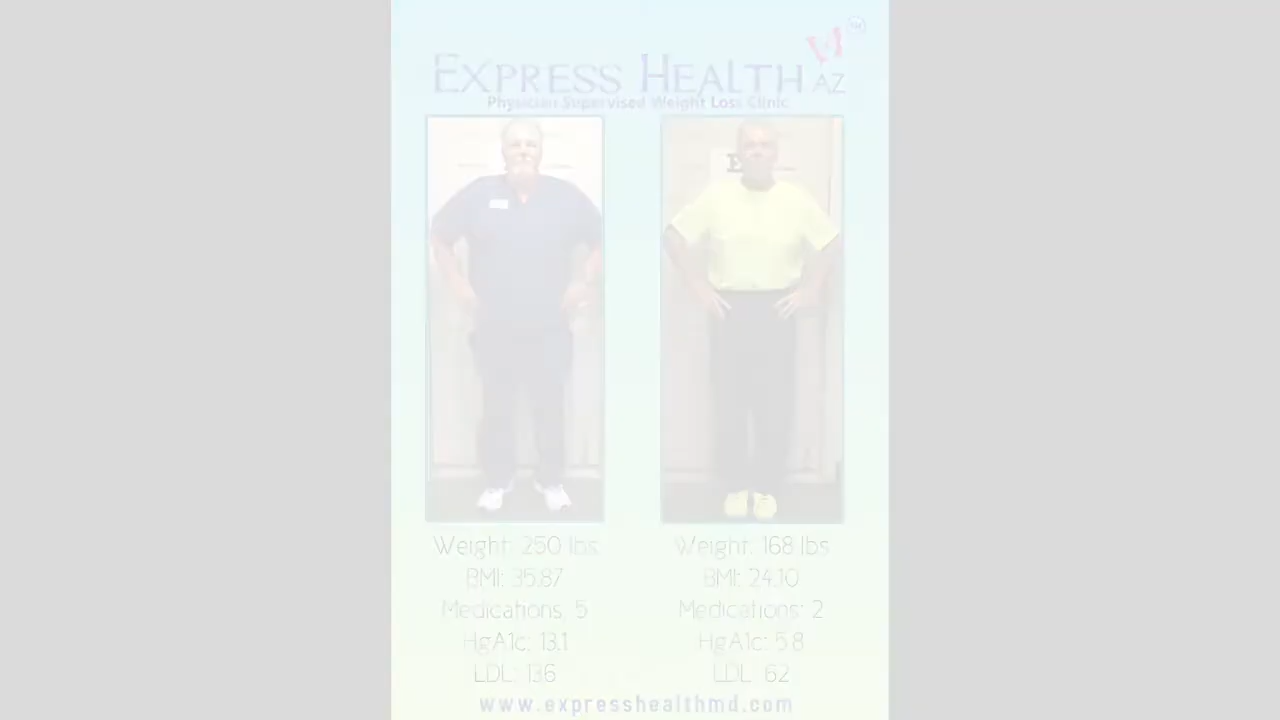 Express Health AZ
Physician Supervised Weight Loss Clinic
Weight: 250 lbs
BMI: 35.87
Medications: 5
HgA1c: 13.1
LDL: 136
Weight: 168 lbs
BMI: 24.10
Medications: 2
HgA1c: 5.8
LDL: 62
www.expresshealthmd.com